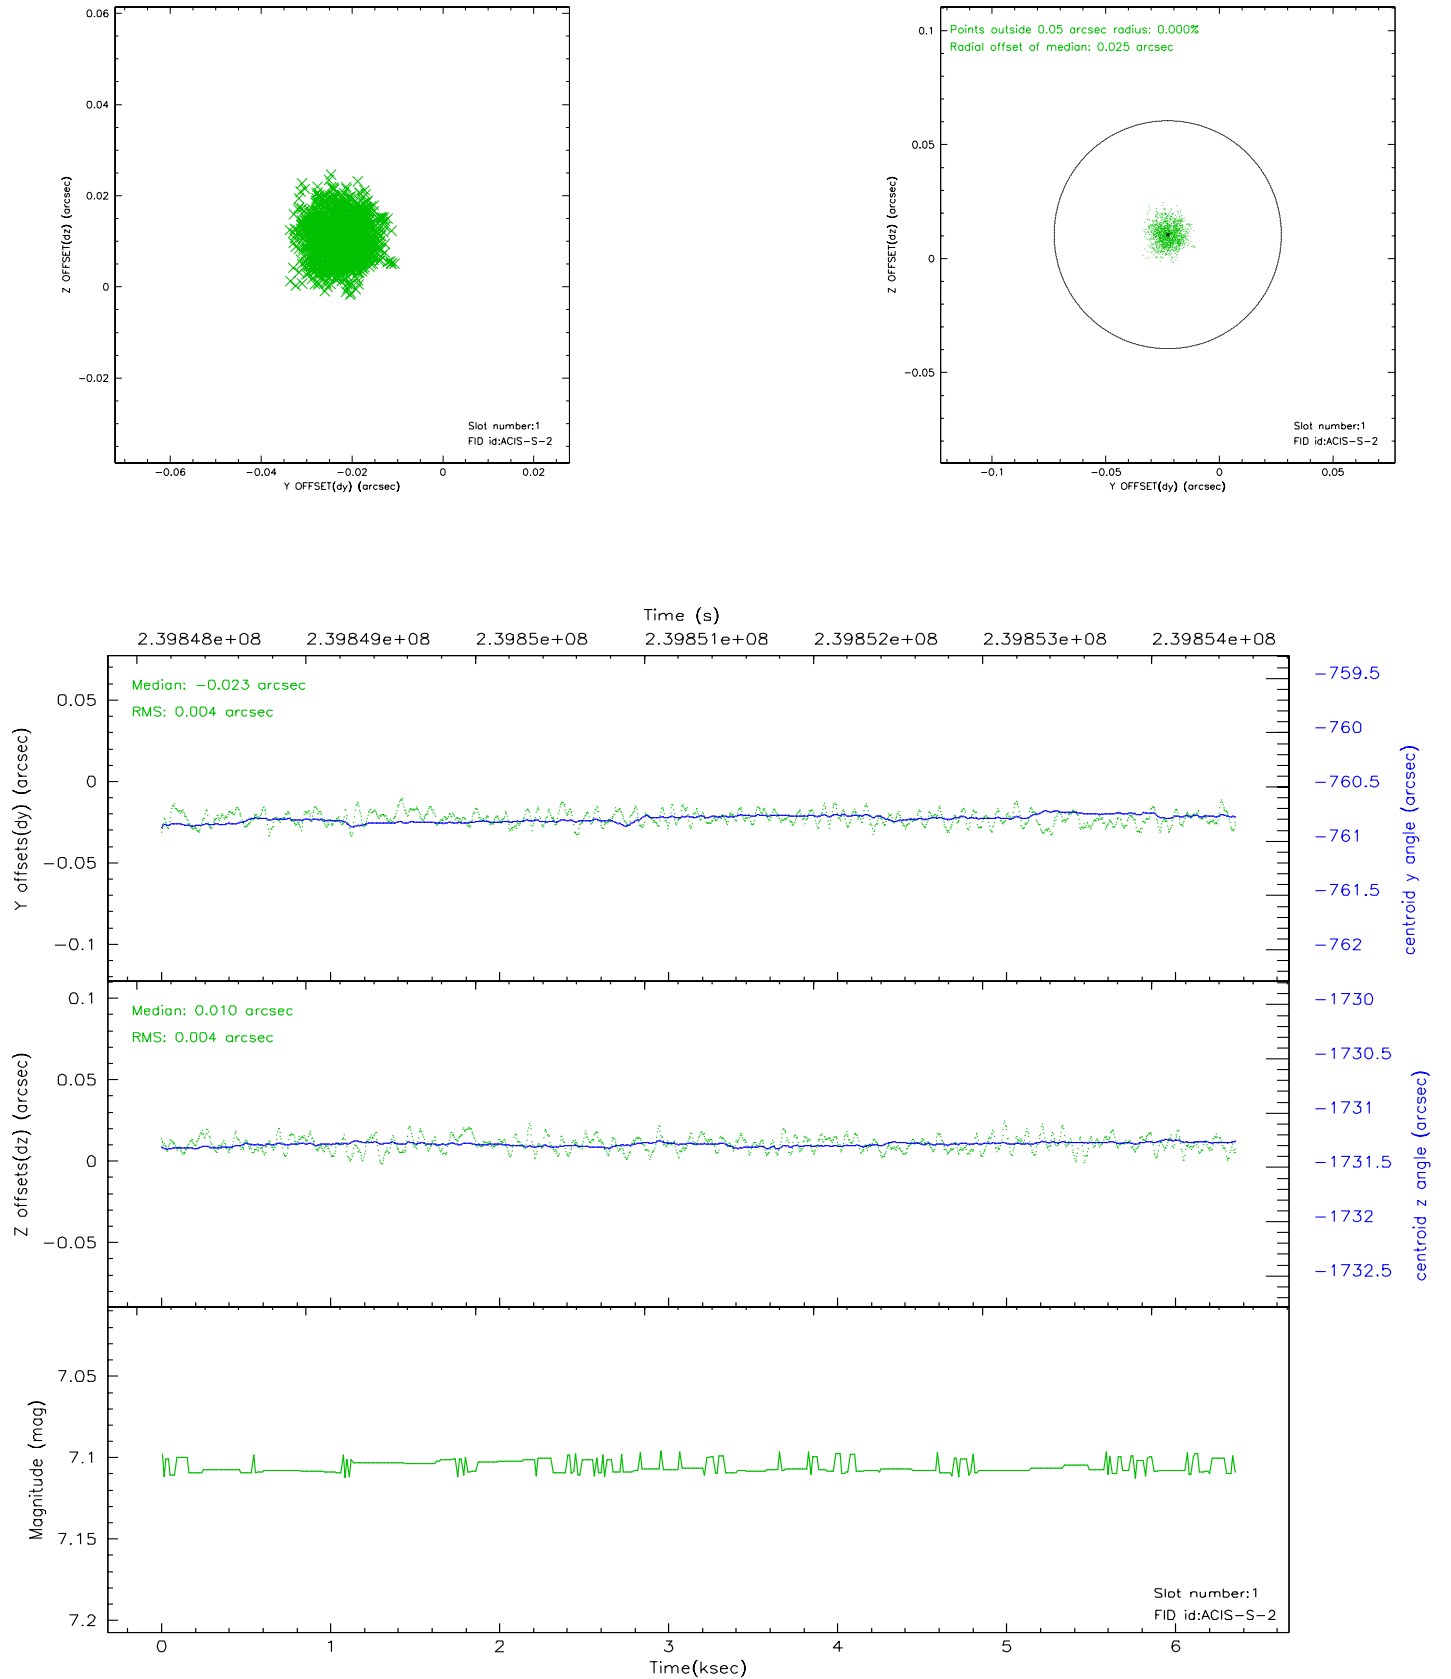 0.06
0.04
0.02
0
−0.02
Z OFFSET(dz) (arcsec)
Slot number:1
FID id:ACIS−S−2
−0.06
−0.04
−0.02
0
0.02
Y OFFSET(dy) (arcsec)
Points outside 0.05 arcsec radius: 0.000%
Radial offset of median: 0.025 arcsec
0.1
0.05
0
−0.05
Z OFFSET(dz) (arcsec)
Slot number:1
FID id:ACIS−S−2
−0.1
−0.05
0
0.05
Y OFFSET(dy) (arcsec)
Time (s)
2.39848e+08
2.39849e+08
2.3985e+08
2.39851e+08
2.39852e+08
2.39853e+08
2.39854e+08
Median: −0.023 arcsec
RMS: 0.004 arcsec
0.05
0
−0.05
−0.1
Y offsets(dy) (arcsec)
−759.5
−760
−760.5
−761
−761.5
−762
centroid y angle (arcsec)
Median: 0.010 arcsec
RMS: 0.004 arcsec
0.1
0.05
0
−0.05
Z offsets(dz) (arcsec)
−1730
−1730.5
−1731
−1731.5
−1732
−1732.5
centroid z angle (arcsec)
7.05
7.1
7.15
7.2
Magnitude (mag)
Slot number:1
FID id:ACIS−S−2
0
1
2
3
4
5
6
Time(ksec)